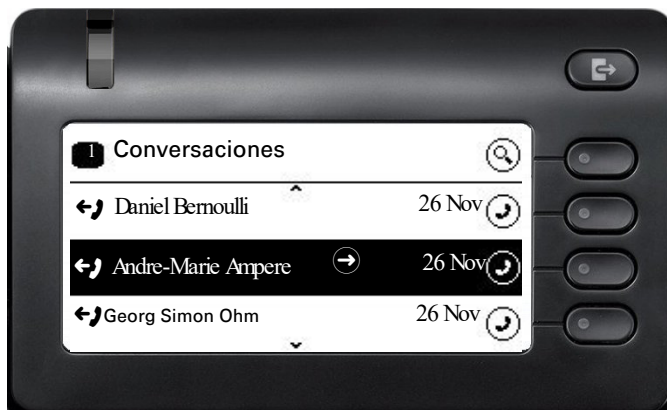 1 Conversaciones
Daniel Bernoulli 26 Nov
Andre-Marie Ampere 26 Nov
Georg Simon Ohm 26 Nov